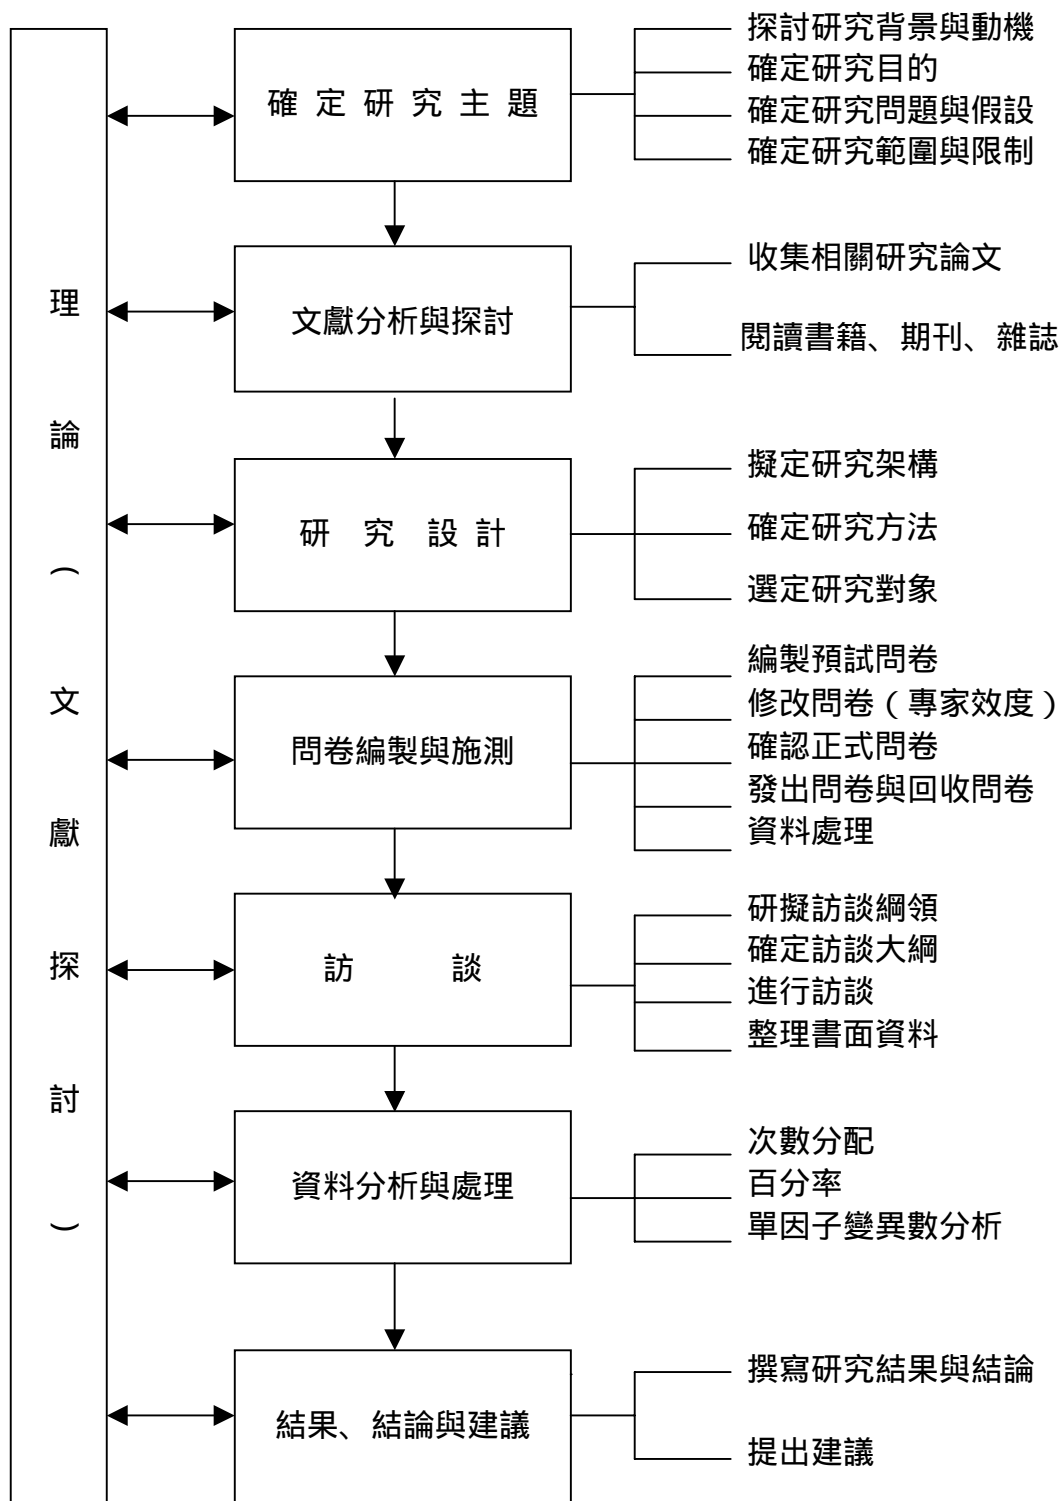 理論（文獻探討）
確定研究主題
探討研究背景與動機
確定研究目的
確定研究問題與假設
確定研究範圍與限制
文獻分析與探討
收集相關研究論文
閱讀書籍、期刊、雜誌
研究設計
擬定研究架構
確定研究方法
選定研究對象
問卷編製與施測
編製預試問卷
修改問卷（專家效度）
確認正式問卷
發出問卷與回收問卷
資料處理
訪談
研擬訪談綱領
確定訪談大綱
進行訪談
整理書面資料
資料分析與處理
次數分配
百分率
單因子變異數分析
結果、結論與建議
撰寫研究結果與結論
提出建議